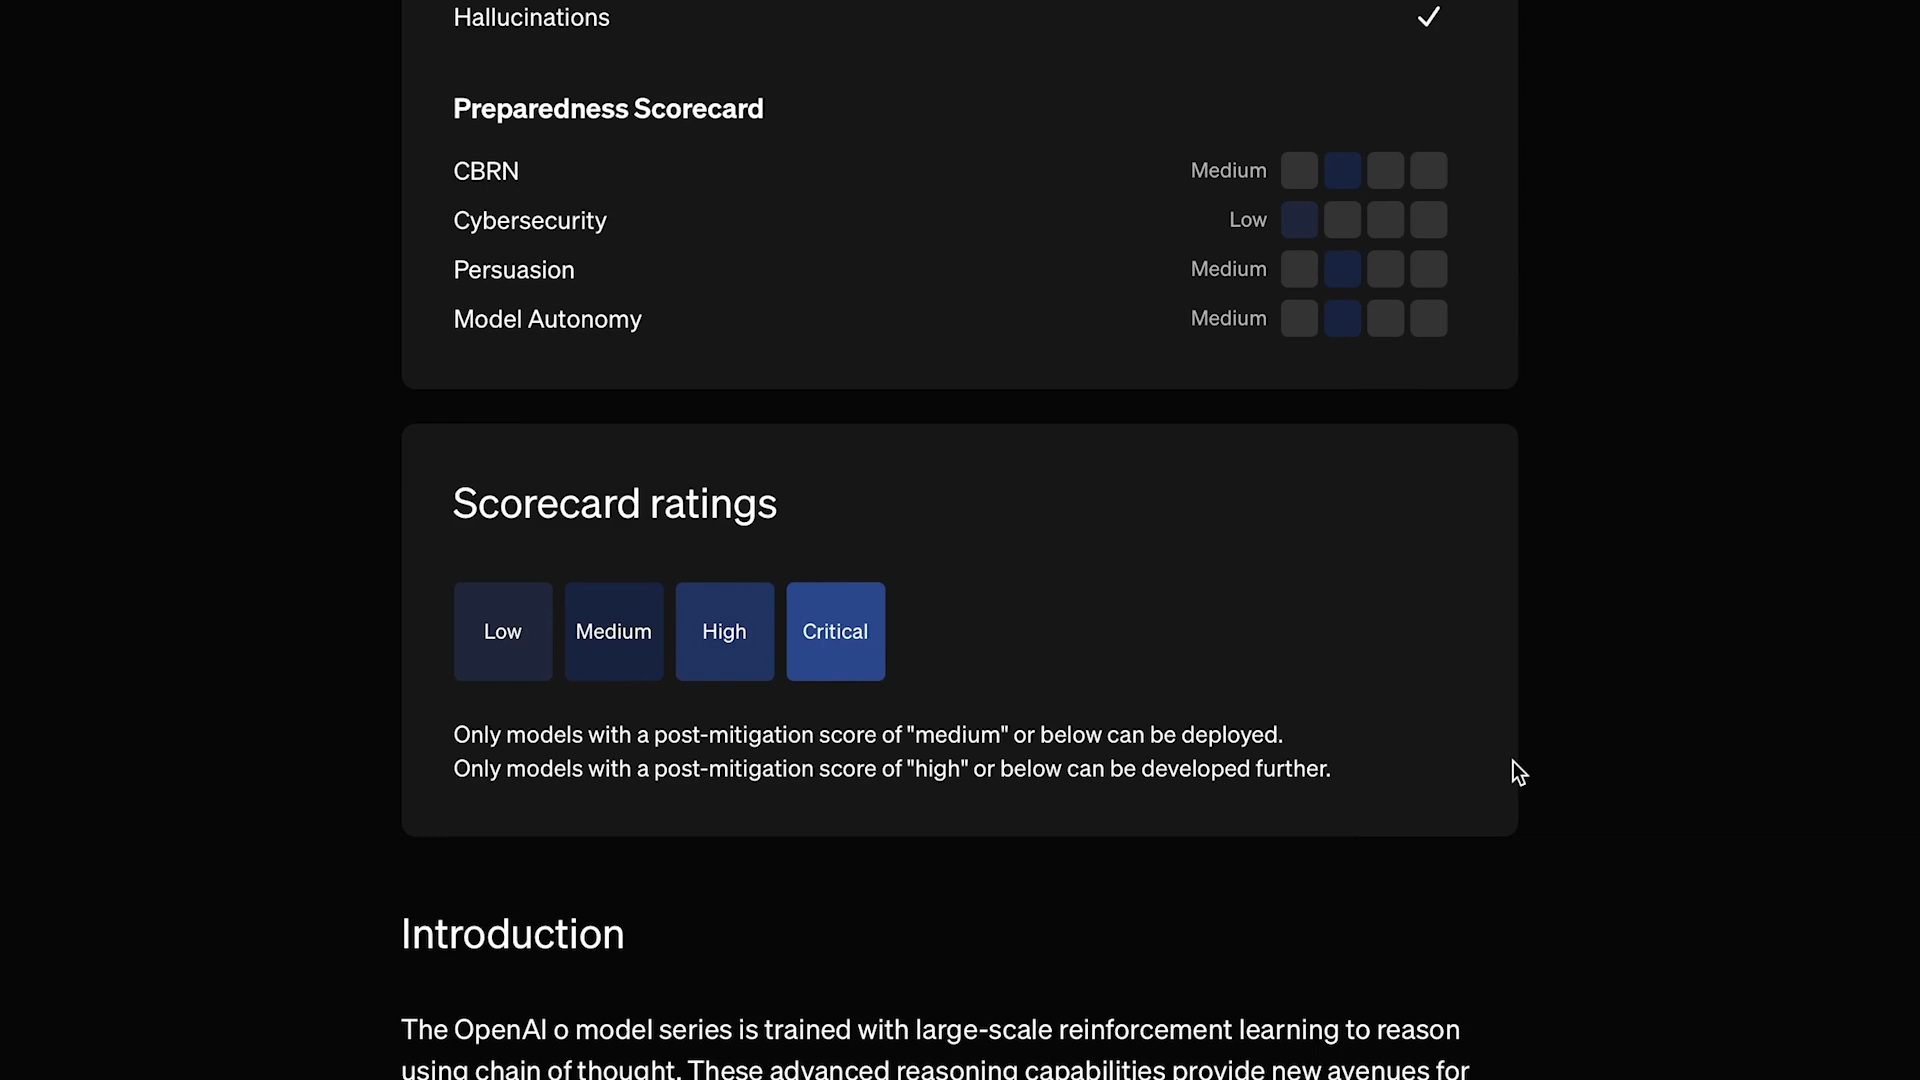 Hallucinations
Preparedness Scorecard
CBRN Medium
Cybersecurity Low
Persuasion Medium
Model Autonomy Medium
Scorecard ratings
Low Medium High Critical
Only models with a post-mitigation score of "medium" or below can be deployed.
Only models with a post-mitigation score of "high" or below can be developed further.
Introduction
The OpenAI o model series is trained with large-scale reinforcement learning to reason
using chain of thought. These advanced reasoning capabilities provide new avenues for